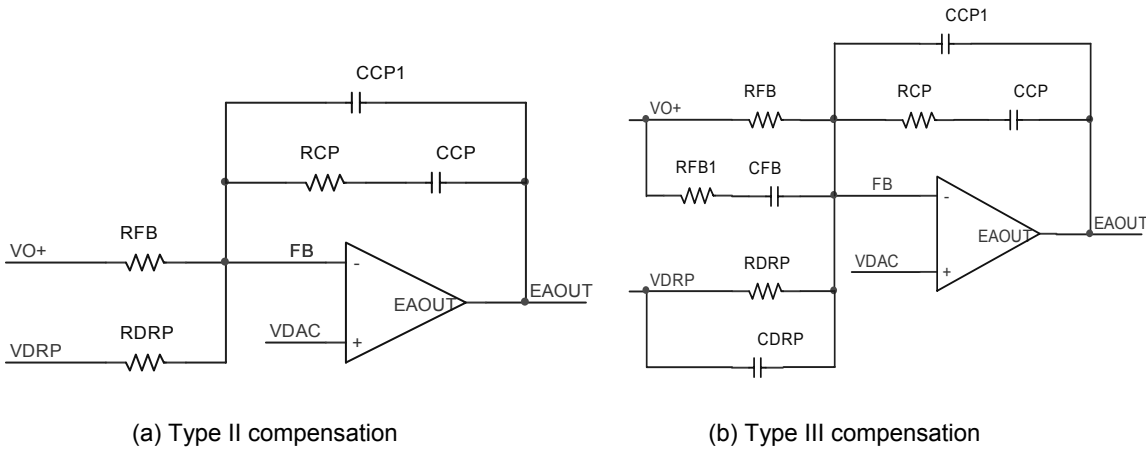 CCP1
RCP
CCP
VO+
RFB
FB
-
EAOUT
EAOUT
VDRP
RDRP
VDAC
+
(a) Type II compensation
CCP1
VO+
RFB
RCP
CCP
RFB1
CFB
FB
-
EAOUT
EAOUT
VDAC
+
VDRP
RDRP
CDRP
(b) Type III compensation